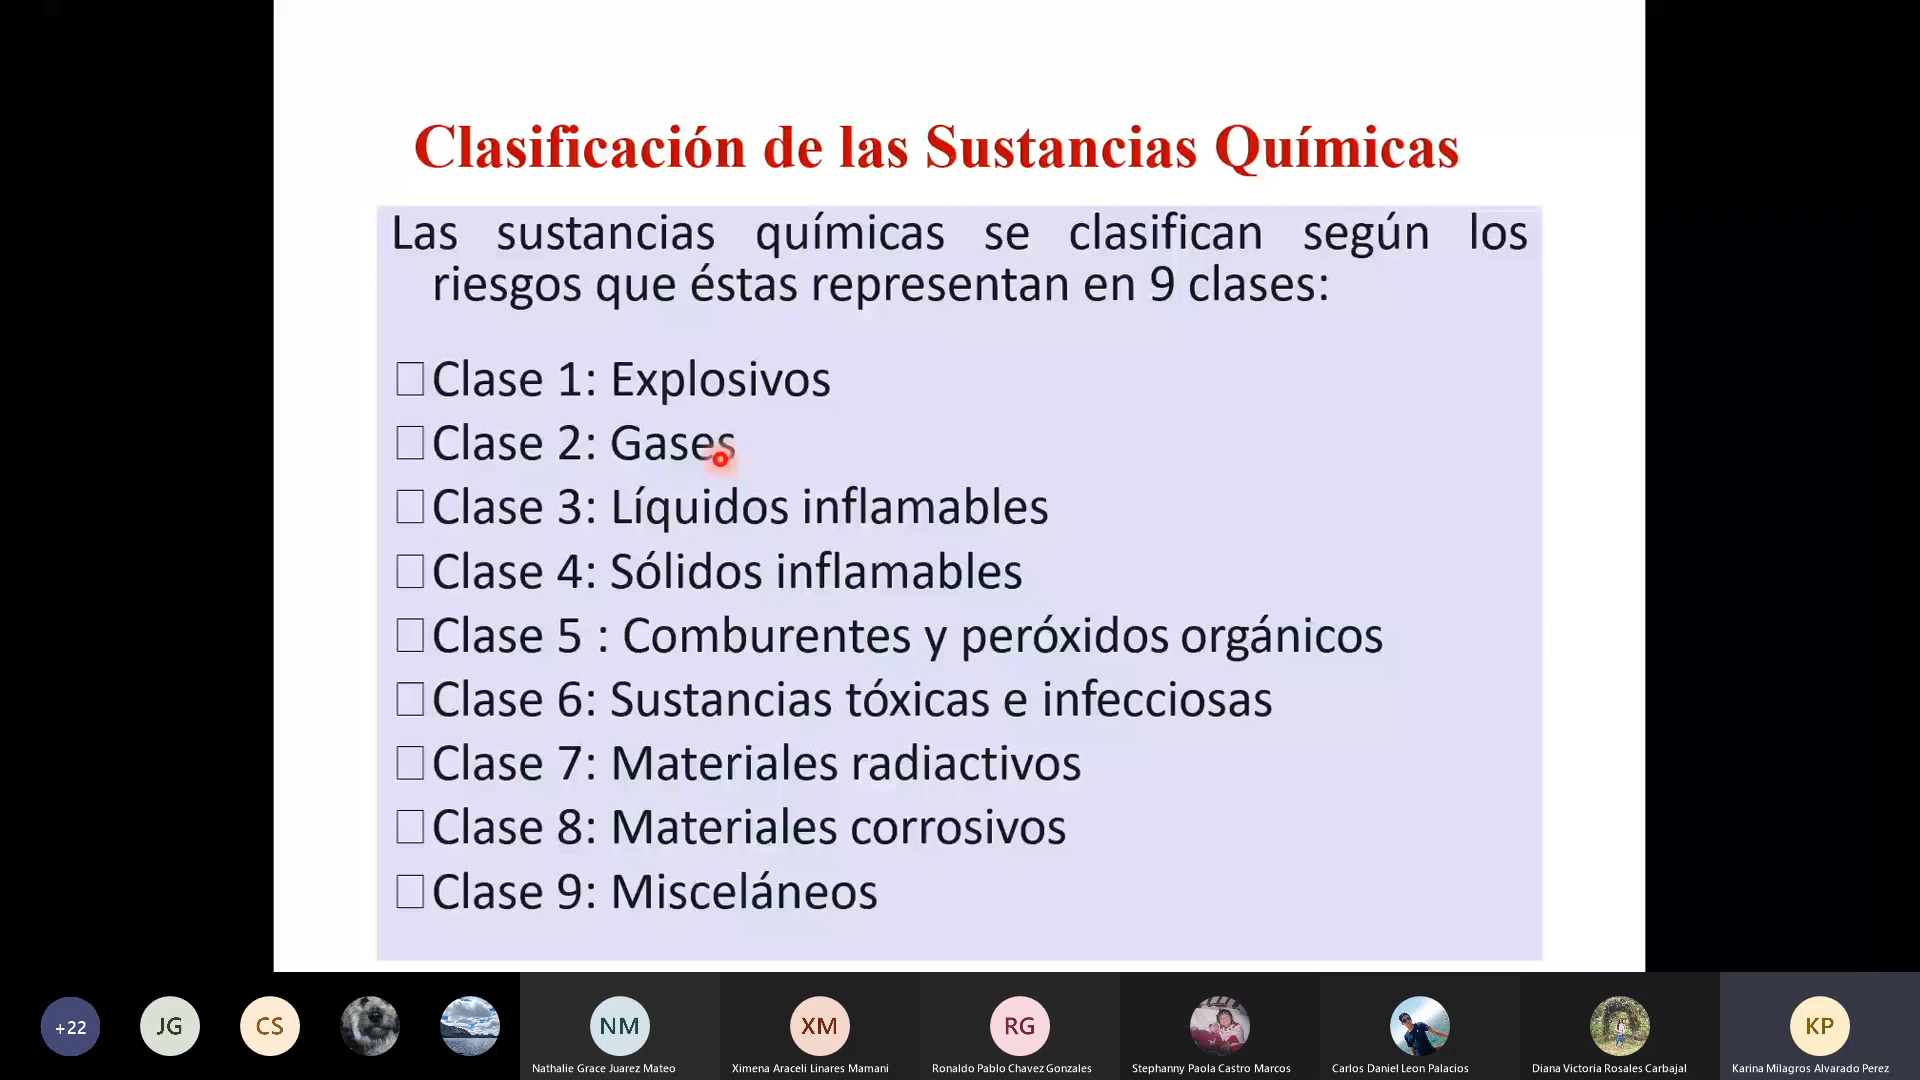 Clasificación de las Sustancias Químicas
Las sustancias químicas se clasifican según los
riesgos que éstas representan en 9 clases:
Clase 1: Explosivos
Clase 2: Gases
Clase 3: Líquidos inflamables
Clase 4: Sólidos inflamables
Clase 5 : Comburentes y peróxidos orgánicos
Clase 6: Sustancias tóxicas e infecciosas
Clase 7: Materiales radiactivos
Clase 8: Materiales corrosivos
Clase 9: Misceláneos
+22 JG CS NM XM RG KP
Nathalie Grace Juarez Mateo Ximena Araceli Linares Mamani Ronaldo Pablo Chavez Gonzales Stephanny Paola Castro Marcos Carlos Daniel Leon Palacios Diana Victoria Rosales Carbajal Karina Milagros Alvarado Perez